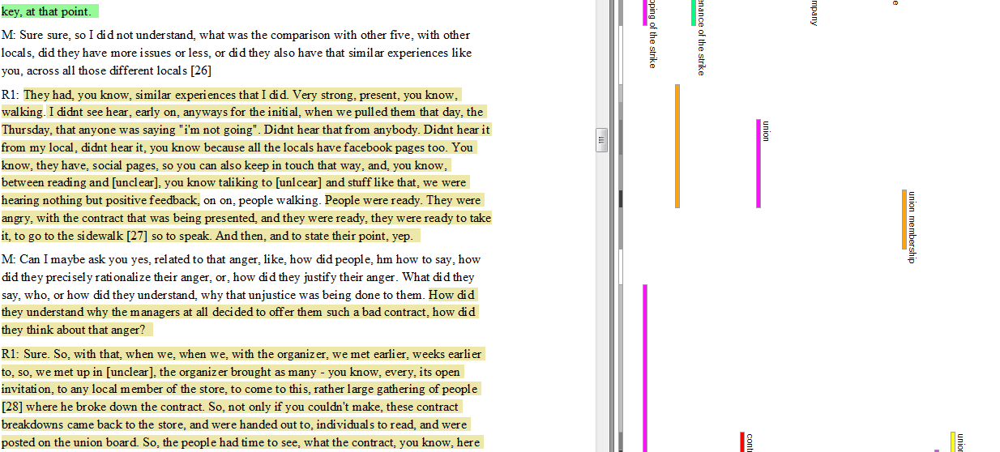 key, at that point.
M: Sure sure, so I did not understand, what was the comparison with other five, with other
locals, did they have more issues or less, or did they also have that similar experiences like
you, across all those different locals [26]
R1: They had, you know, similar experiences that I did. Very strong, present, you know,
walking. I didnt see hear, early on, anyways for the initial, when we pulled them that day, the
Thursday, that anyone was saying "i'm not going". Didnt hear that from anybody. Didnt hear it
from my local, didnt hear it, you know because all the locals have facebook pages too. You
know, they have, social pages, so you can also keep in touch that way, and, you know,
between reading and [unclear], you know taliking to [unlcear] and stuff like that, we were
hearing nothing but positive feedback, on on, people walking. People were ready. They were
angry, with the contract that was being presented, and they were ready, they were ready to take
it, to go to the sidewalk [27] so to speak. And then, and to state their point, yep.
M: Can I maybe ask you yes, related to that anger, like, how did people, hm how to say, how
did they precisely rationalize their anger, or, how did they justify their anger. What did they
say, who, or how did they understand, why that unjustice was being done to them. How did
they understand why the managers at all decided to offer them such a bad contract, how did
they think about that anger?
R1: Sure. So, with that, when we, when we, with the organizer, we met earlier, weeks earlier
to, so, we met up in [unclear], the organizer brought as many - you know, every, its open
invitation, to any local member of the store, to come to this, rather large gathering of people
[28] where he broke down the contract. So, not only if you couldn't make, these contract
breakdowns came back to the store, and were handed out to, individuals to read, and were
posted on the union board. So, the people had time to see, what the contract, you know, here
oping of the strike
enance of the strike
mpany
e
union
union membership
cont
union